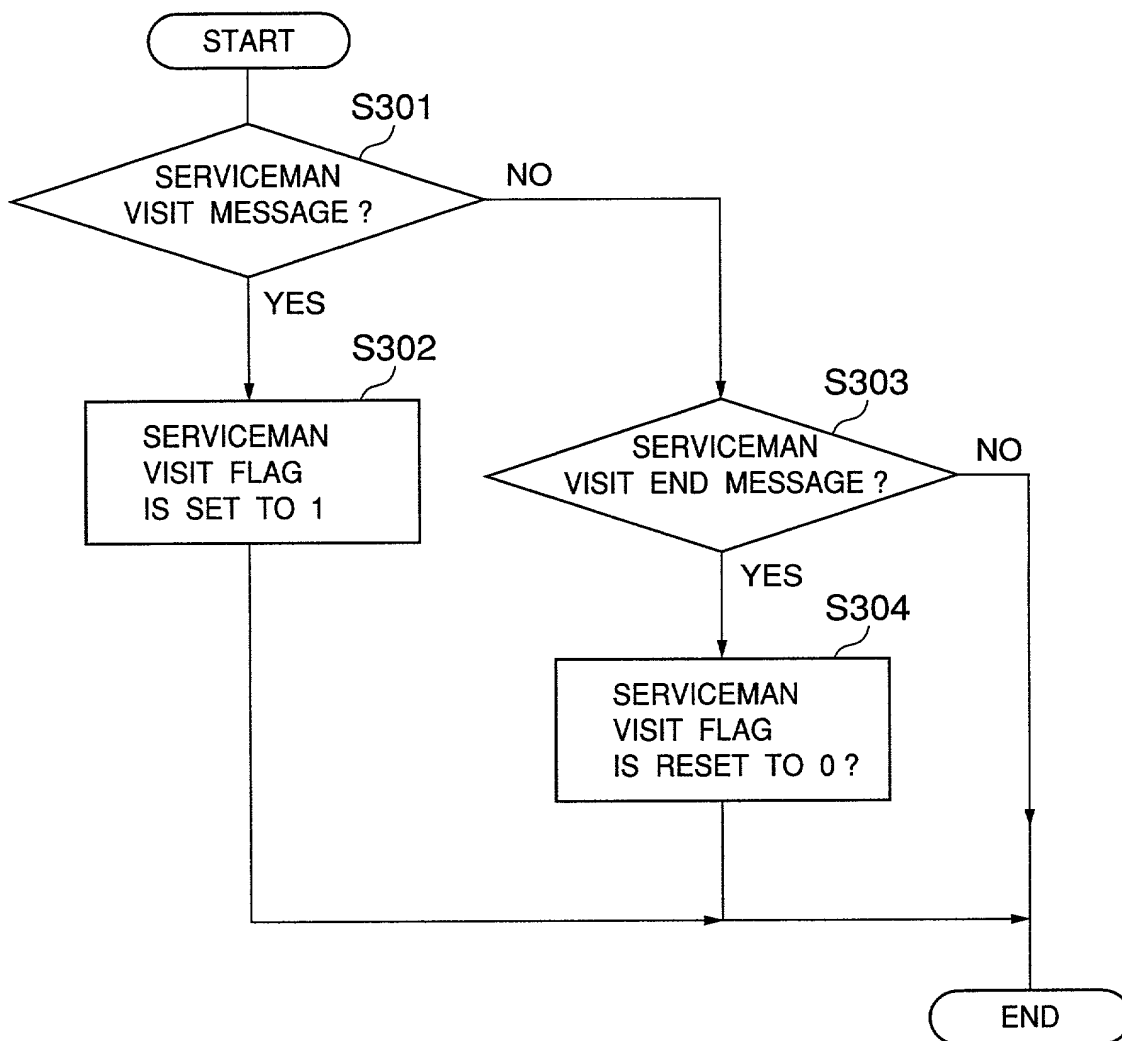 START
S301
SERVICEMAN
VISIT MESSAGE ?
NO
YES
S302
SERVICEMAN
VISIT FLAG
IS SET TO 1
S303
SERVICEMAN
VISIT END MESSAGE ?
NO
YES
S304
SERVICEMAN
VISIT FLAG
IS RESET TO 0 ?
END